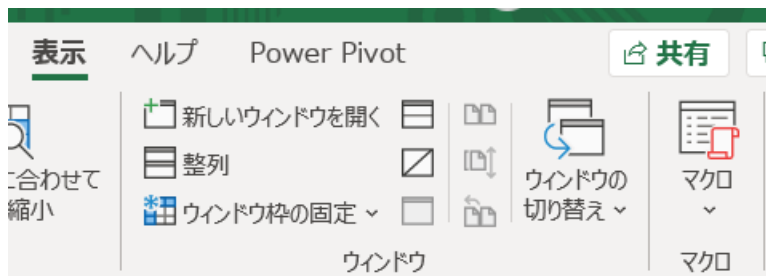 表示 ヘルプ Power Pivot 共有
新しいウィンドウを開く
整列
ウィンドウ枠の固定
合わせて
縮小
ウィンドウの
切り替え
マクロ
ウィンドウ
マクロ